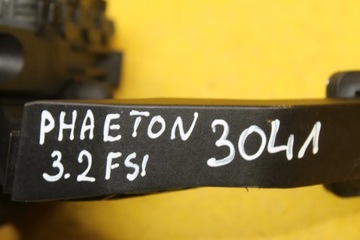 PHAETON 3041
3.2 FSI